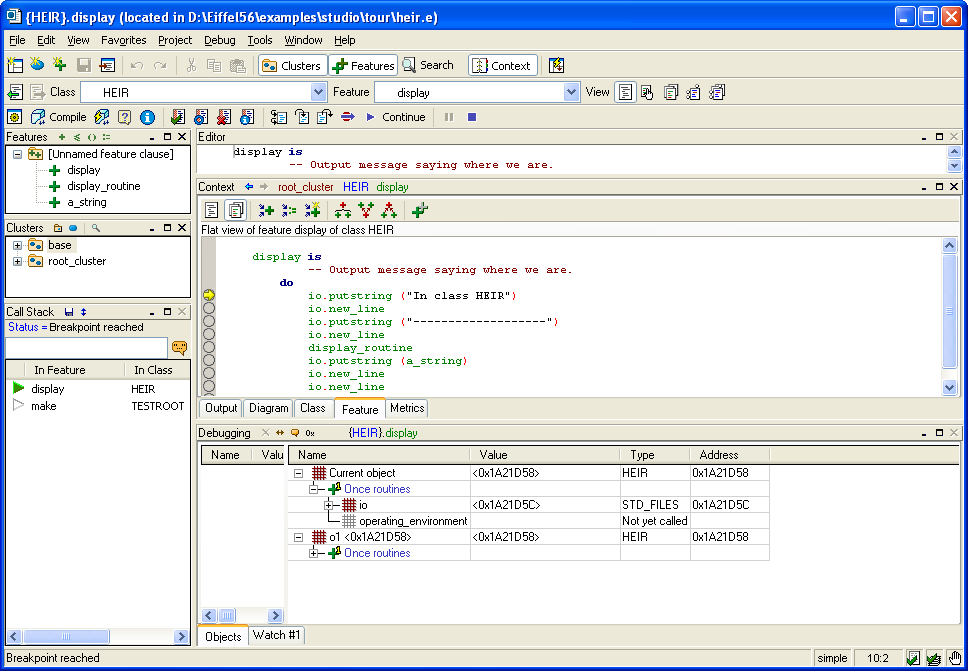 {HEIR}.display (located in D:\Eiffel56\examples\studio\tour\heir.e)
File Edit View Favorites Project Debug Tools Window Help
Clusters Features Search Context
Class HEIR Feature display View
Compile Continue
Features
[Unnamed feature clause]
display
display_routine
a_string
Clusters
base
root_cluster
Call Stack
Status = Breakpoint reached
In Feature In Class
display HEIR
make TESTROOT
Editor
display is
-- Output message saying where we are.
Context root_cluster HEIR display
Flat view of feature display of class HEIR
display is
-- Output message saying where we are.
do
io.putstring ("In class HEIR")
io.new_line
io.putstring ("-------------------")
io.new_line
display_routine
io.putstring (a_string)
io.new_line
io.new_line
Output Diagram Class Feature Metrics
Debugging 0x {HEIR}.display
Name Valu
Name Value Type Address
Current object <0x1A21D58> HEIR 0x1A21D58
Once routines
io <0x1A21D5C> STD_FILES 0x1A21D5C
operating_environment Not yet called
o1 <0x1A21D58> <0x1A21D58> HEIR 0x1A21D58
Once routines
Objects Watch #1
Breakpoint reached simple 10:2